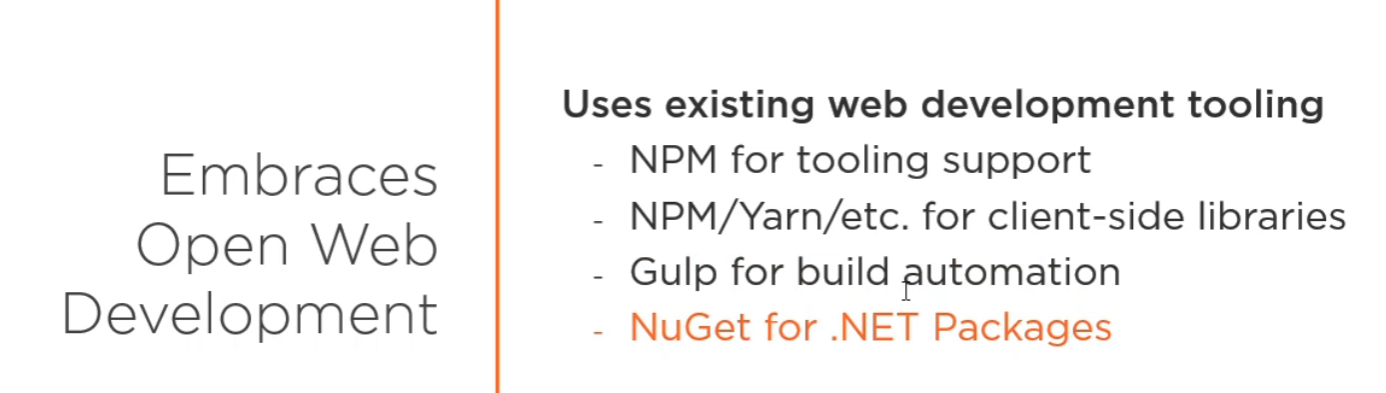 Embraces
Open Web
Development
Uses existing web development tooling
- NPM for tooling support
- NPM/Yarn/etc. for client-side libraries
- Gulp for build automation
- NuGet for .NET Packages